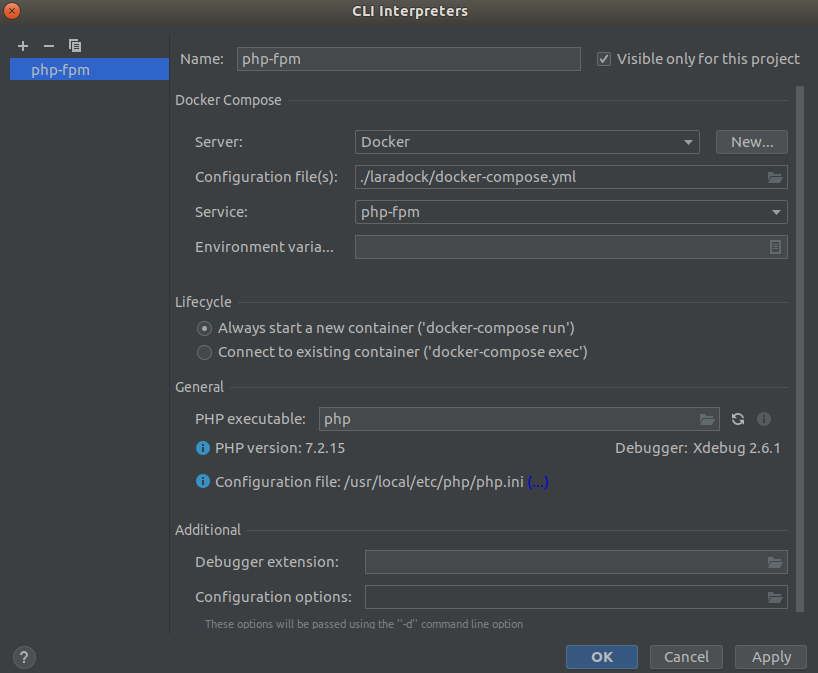 CLI Interpreters
php-fpm
Name: php-fpm Visible only for this project
Docker Compose
Server: Docker New...
Configuration file(s): ./laradock/docker-compose.yml
Service: php-fpm
Environment varia...
Lifecycle
Always start a new container ('docker-compose run')
Connect to existing container ('docker-compose exec')
General
PHP executable: php
PHP version: 7.2.15 Debugger: Xdebug 2.6.1
Configuration file: /usr/local/etc/php/php.ini (...)
Additional
Debugger extension:
Configuration options:
These options will be passed using the "-d" command line option
? OK Cancel Apply